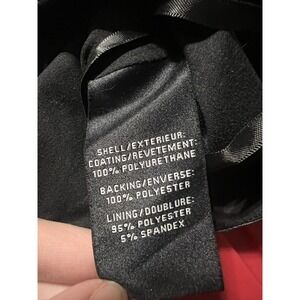 SHELL/EXTERIEUR:
COATING/REVETEMENT:
100% POLYURETHANE
BACKING/ENVERSE:
100% POLYESTER
LINING/DOUBLURE:
95% POLYESTER
5% SPANDEX